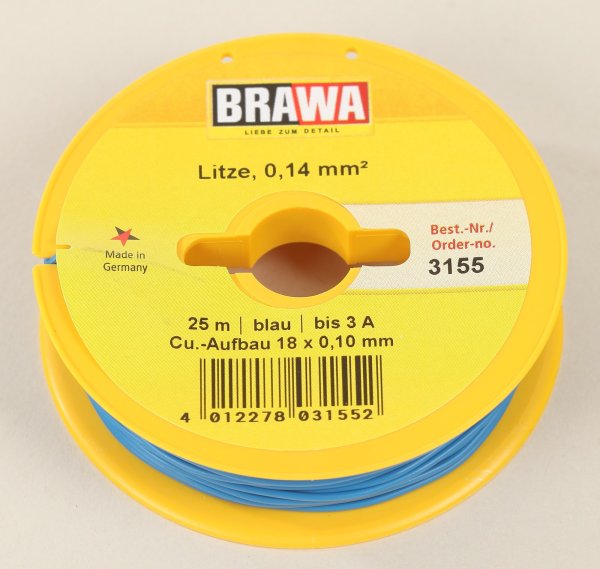 BRAWA
LIEBE ZUM DETAIL
Litze, 0,14 mm²
Made in
Germany
Best.-Nr./
Order-no.
3155
25 m | blau | bis 3 A
Cu.-Aufbau 18 x 0,10 mm
4 012278 031552